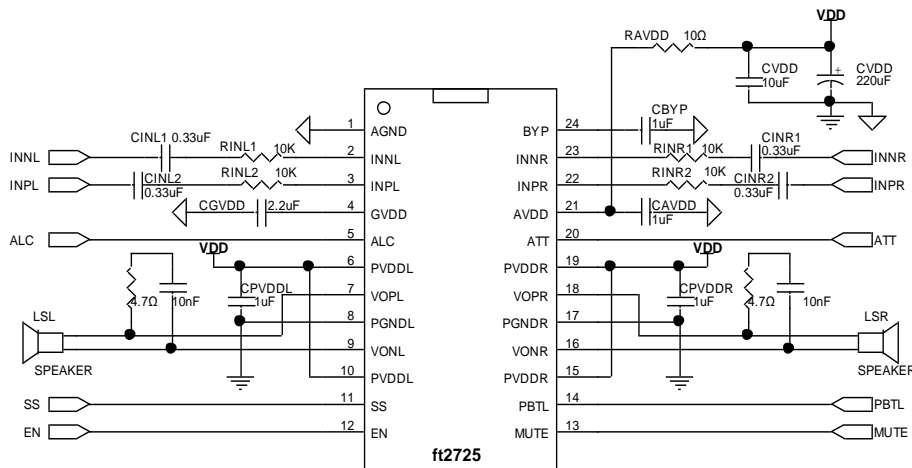 VDD
RAVDD 10Ω
CVDD
10uF
CVDD
220uF
+
1 AGND
BYP 24
CBYP
1uF
INNL
CINL1 0.33uF
RINL1 10K
2 INNL
INNR 23
RINR1 10K
CINR1
0.33uF
INNR
INPL
CINL2
0.33uF
RINL2 10K
3 INPL
INPR 22
RINR2 10K
CINR2
0.33uF
INPR
CGVDD 2.2uF
4 GVDD
AVDD 21
CAVDD
1uF
ALC
5 ALC
ATT 20
ATT
VDD
6 PVDDL
PVDDR 19
VDD
4.7Ω
10nF
CPVDDL
1uF
7 VOPL
VOPR 18
CPVDDR
1uF
4.7Ω
10nF
LSL
8 PGNDL
PGNDR 17
LSR
9 VONL
VONR 16
SPEAKER
SPEAKER
10 PVDDL
PVDDR 15
SS
11 SS
PBTL 14
PBTL
EN
12 EN
MUTE 13
MUTE
ft2725